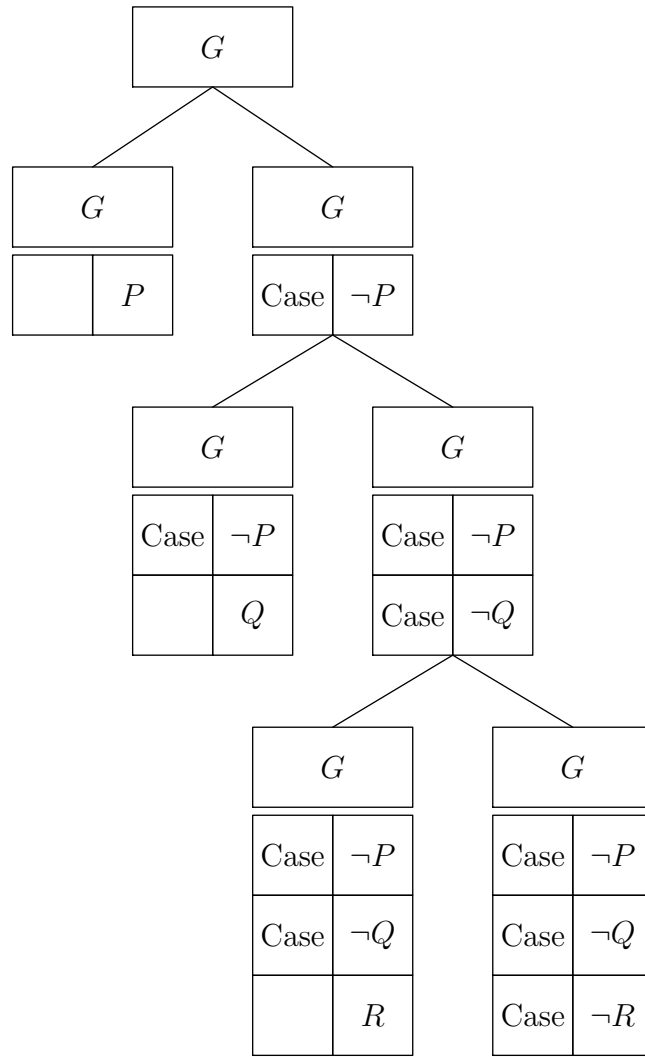 G
G G
P Case ¬P
G G
Case ¬P Case ¬P
Q Case ¬Q
G G
Case ¬P Case ¬P
Case ¬Q Case ¬Q
R Case ¬R